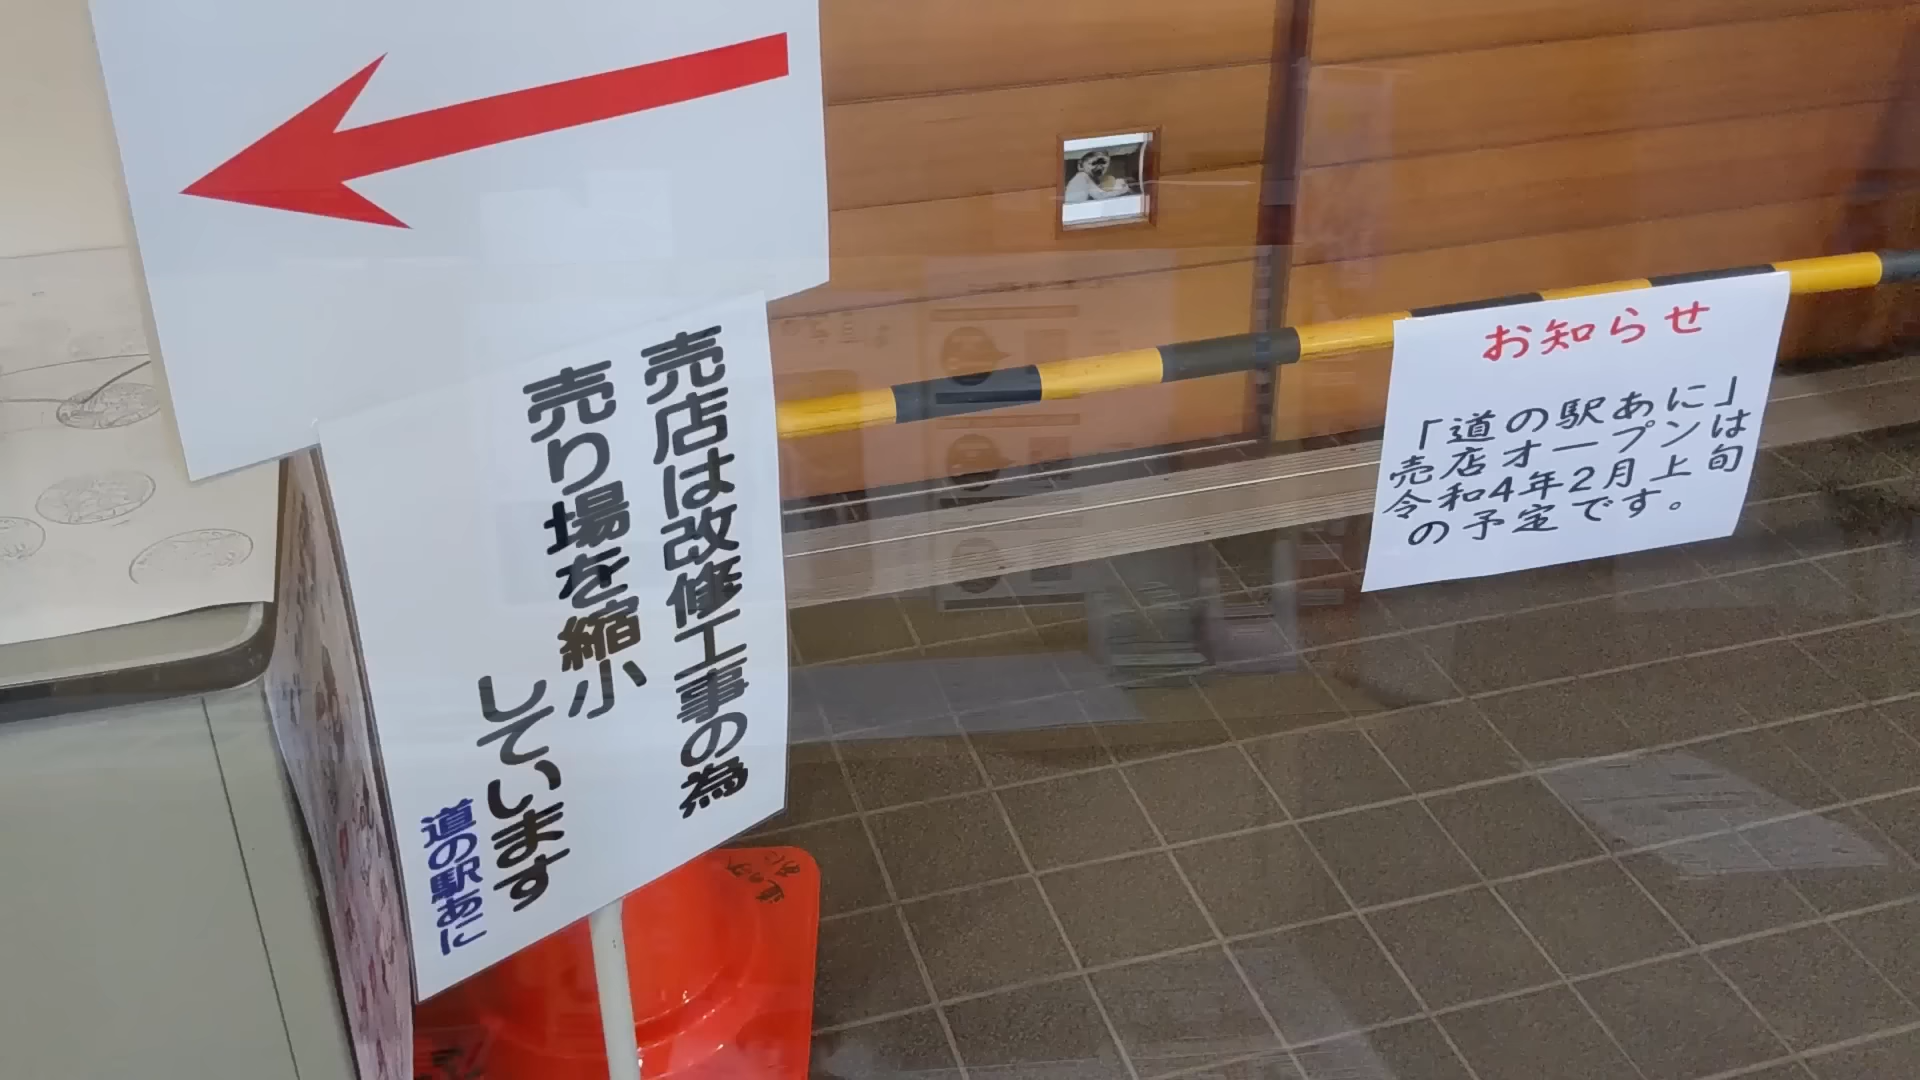 売店は改修工事の為
売り場を縮小
しています
道の駅あに
お知らせ
「道の駅あに」
売店オープンは
令和4年2月上旬
の予定です。